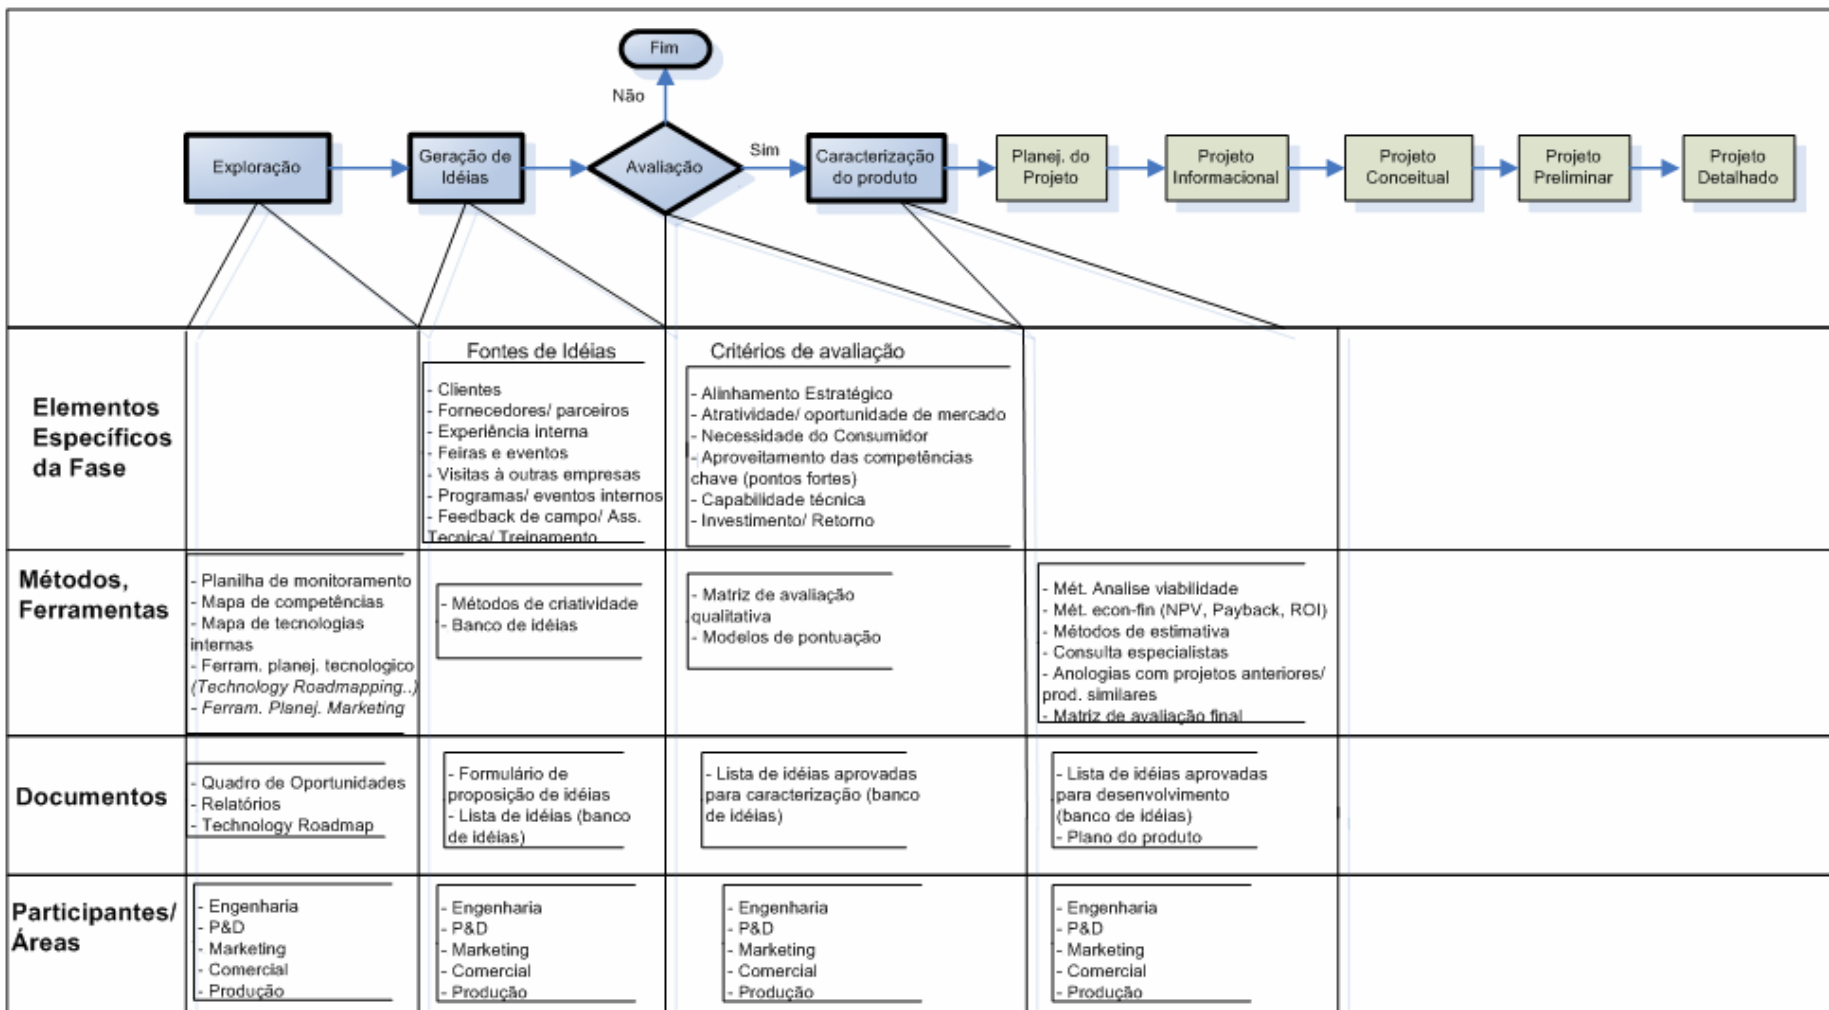 Fim
Não
Exploração
Geração de
Idéias
Avaliação
Sim
Caracterização
do produto
Planej. do
Projeto
Projeto
Informacional
Projeto
Conceitual
Projeto
Preliminar
Projeto
Detalhado
Elementos
Específicos
da Fase
Fontes de Idéias
- Clientes
- Fornecedores/ parceiros
- Experiência interna
- Feiras e eventos
- Visitas à outras empresas
- Programas/ eventos internos
- Feedback de campo/ Ass.
Tecnica/ Treinamento
Critérios de avaliação
- Alinhamento Estratégico
- Atratividade/ oportunidade de mercado
- Necessidade do Consumidor
- Aproveitamento das competências
chave (pontos fortes)
- Capabilidade técnica
- Investimento/ Retorno
Métodos,
Ferramentas
- Planilha de monitoramento
- Mapa de competências
- Mapa de tecnologias
internas
- Ferram. planej. tecnologico
(Technology Roadmapping..)
- Ferram. Planej. Marketing
- Métodos de criatividade
- Banco de idéias
- Matriz de avaliação
qualitativa
- Modelos de pontuação
- Mét. Analise viabilidade
- Mét. econ-fin (NPV, Payback, ROI)
- Métodos de estimativa
- Consulta especialistas
- Anologias com projetos anteriores/
prod. similares
- Matriz de avaliação final
Documentos
- Quadro de Oportunidades
- Relatórios
- Technology Roadmap
- Formulário de
proposição de idéias
- Lista de idéias (banco
de idéias)
- Lista de idéias aprovadas
para caracterização (banco
de idéias)
- Lista de idéias aprovadas
para desenvolvimento
(banco de idéias)
- Plano do produto
Participantes/
Áreas
- Engenharia
- P&D
- Marketing
- Comercial
- Produção
- Engenharia
- P&D
- Marketing
- Comercial
- Produção
- Engenharia
- P&D
- Marketing
- Comercial
- Produção
- Engenharia
- P&D
- Marketing
- Comercial
- Produção